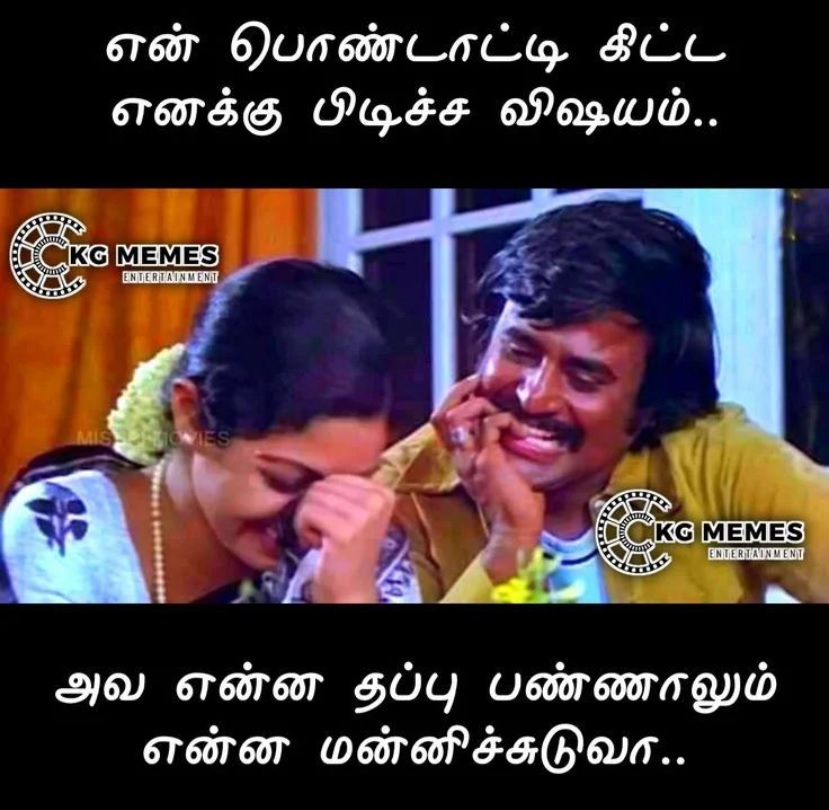 என் பொண்டாட்டி கிட்ட
எனக்கு பிடிச்ச விஷயம்..
KG MEMES
ENTERTAINMENT
KG MEMES
ENTERTAINMENT
அவ என்ன தப்பு பண்ணாலும்
என்ன மன்னிச்சுடுவா..